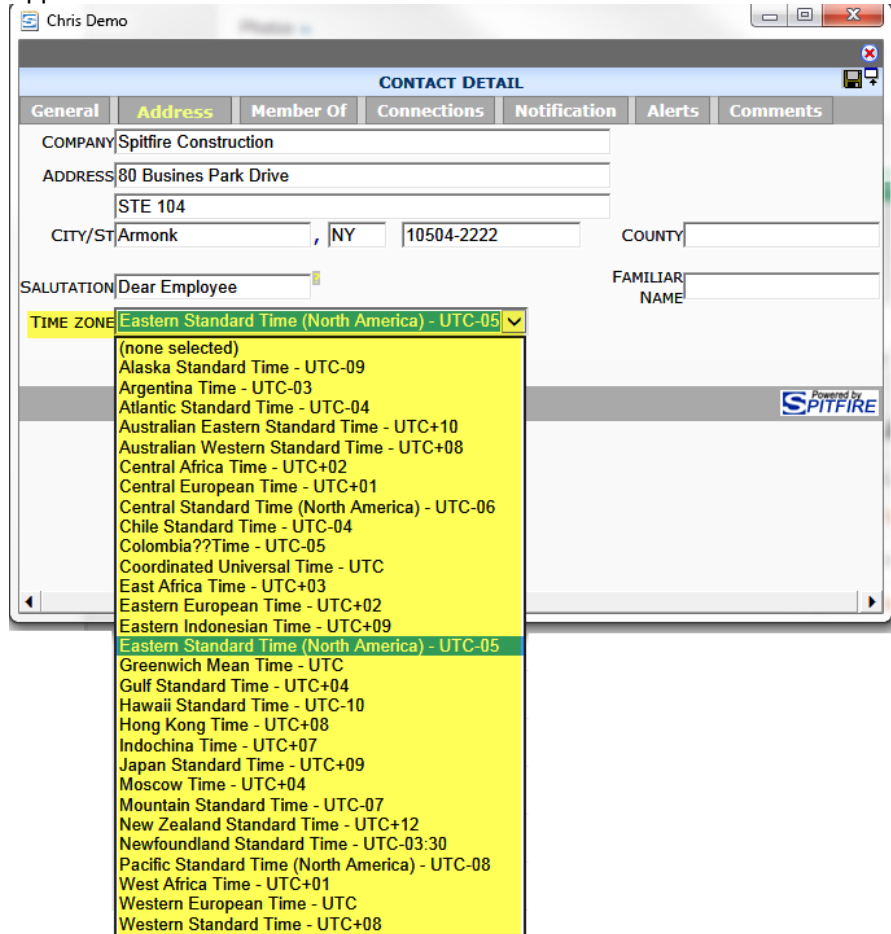 Chris Demo
CONTACT DETAIL
General Address Member Of Connections Notification Alerts Comments
COMPANY Spitfire Construction
ADDRESS 80 Busines Park Drive
STE 104
CITY/ST Armonk , NY 10504-2222 COUNTY
SALUTATION Dear Employee ? FAMILIAR
NAME
TIME ZONE Eastern Standard Time (North America) - UTC-05
(none selected)
Alaska Standard Time - UTC-09
Argentina Time - UTC-03
Atlantic Standard Time - UTC-04
Australian Eastern Standard Time - UTC+10
Australian Western Standard Time - UTC+08
Central Africa Time - UTC+02
Central European Time - UTC+01
Central Standard Time (North America) - UTC-06
Chile Standard Time - UTC-04
Colombia??Time - UTC-05
Coordinated Universal Time - UTC
East Africa Time - UTC+03
Eastern European Time - UTC+02
Eastern Indonesian Time - UTC+09
Eastern Standard Time (North America) - UTC-05
Greenwich Mean Time - UTC
Gulf Standard Time - UTC+04
Hawaii Standard Time - UTC-10
Hong Kong Time - UTC+08
Indochina Time - UTC+07
Japan Standard Time - UTC+09
Moscow Time - UTC+04
Mountain Standard Time - UTC-07
New Zealand Standard Time - UTC+12
Newfoundland Standard Time - UTC-03:30
Pacific Standard Time (North America) - UTC-08
West Africa Time - UTC+01
Western European Time - UTC
Western Standard Time - UTC+08
Powered by
SPITFIRE